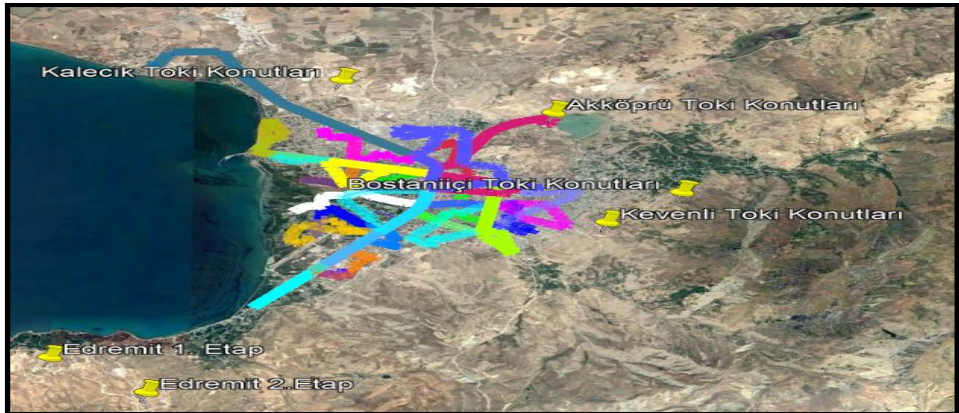 Kalecik Toki Konutları
Akköprü Toki Konutları
Bostaniiçi Toki Konutları
Kevenli Toki Konutları
Edremit 1. Etap
Edremit 2.Etap